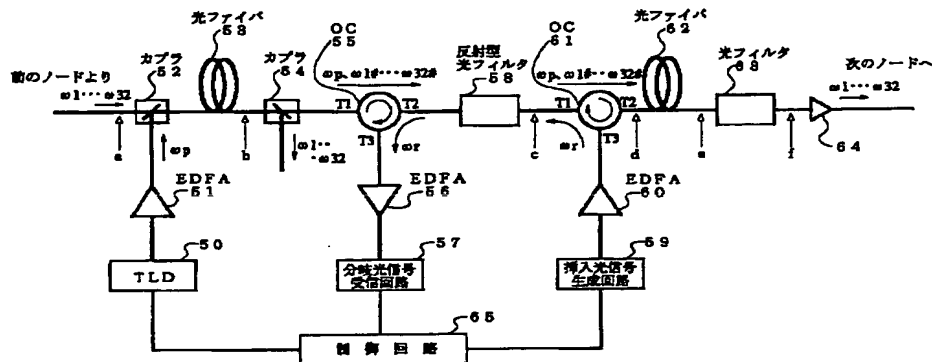 光ファイバ
53
OC
55
OC
61
光ファイバ
62
カプラ
52
カプラ
54
反射型
光フィルタ
58
光フィルタ
63
前のノードより
ω1···ω32
ωp、ω1#···ω32#
ωp、ω1#···ω32#
次のノードへ
ω1···ω32
T1
T2
T3
T1
T2
T3
a
ωp
b
ω1··
·ω32
ωr
c
ωr
d
e
f
64
EDFA
51
EDFA
56
EDFA
60
50
TLD
57
分岐光信号
受信回路
59
挿入光信号
生成回路
65
制御回路